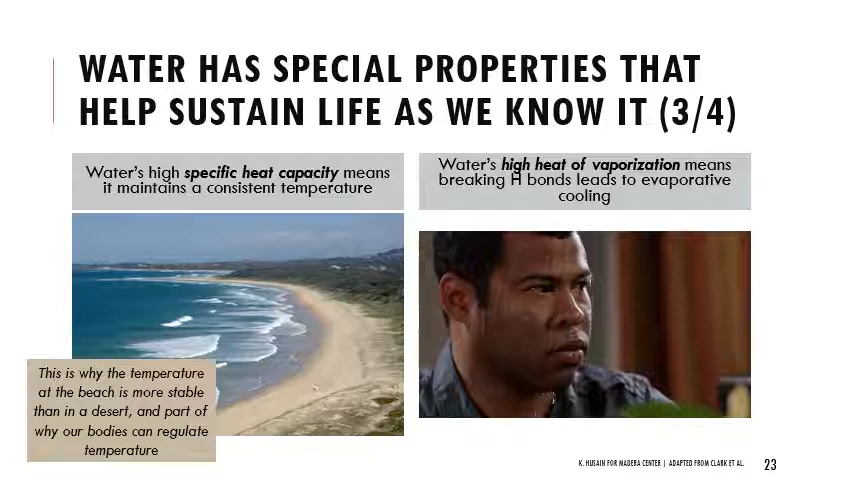 WATER HAS SPECIAL PROPERTIES THAT
HELP SUSTAIN LIFE AS WE KNOW IT (3/4)
Water's high specific heat capacity means
it maintains a consistent temperature
Water's high heat of vaporization means
breaking H bonds leads to evaporative
cooling
This is why the temperature
at the beach is more stable
than in a desert, and part of
why our bodies can regulate
temperature
K. HUSAIN FOR MADERA CENTER | ADAPTED FROM CLARK ET AL.
23